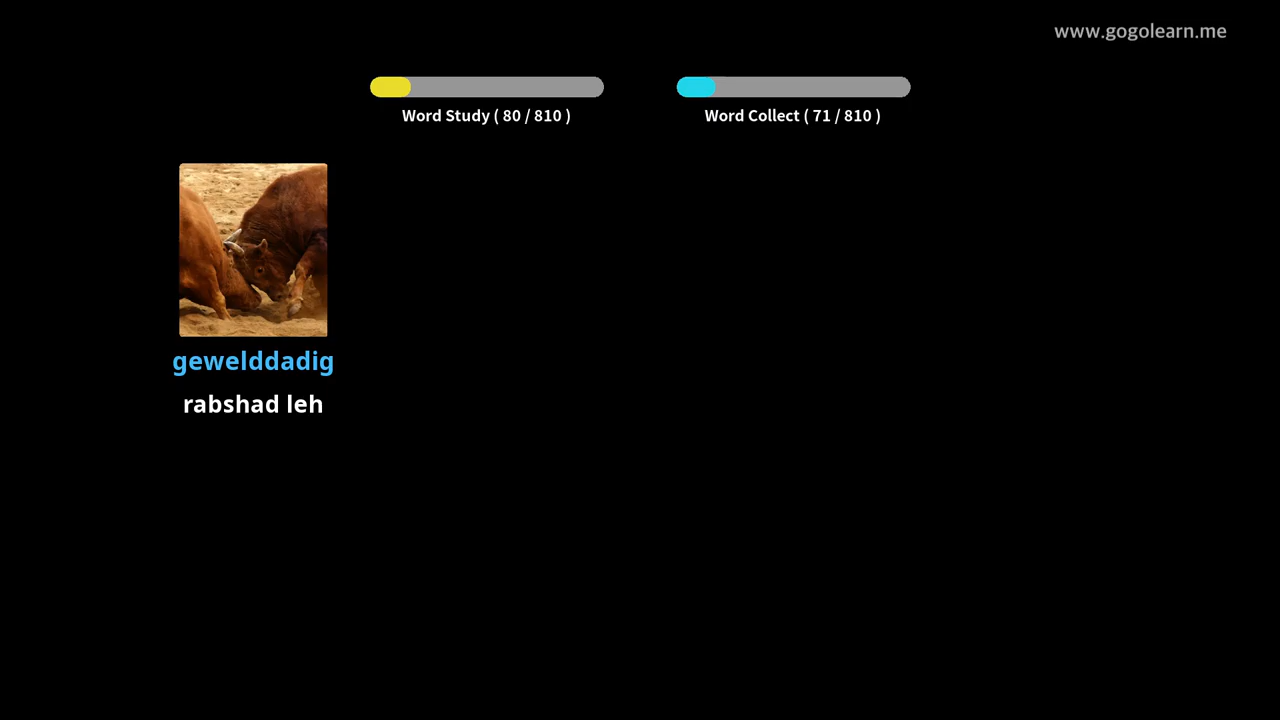 www.gogolearn.me
Word Study ( 80 / 810 )
Word Collect ( 71 / 810 )
gewelddadig
rabshad leh